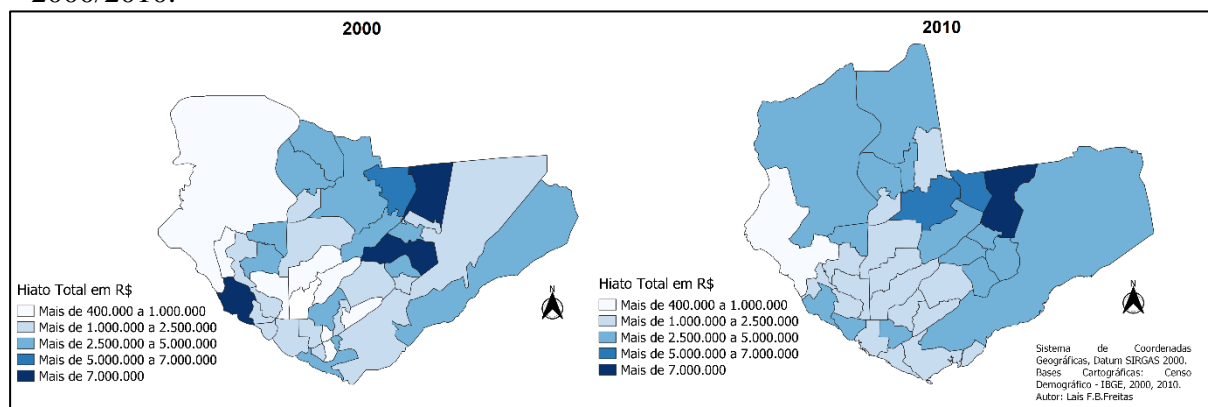 2000/2010.
2000
2010
Hiato Total em R$
Mais de 400.000 a 1.000.000
Mais de 1.000.000 a 2.500.000
Mais de 2.500.000 a 5.000.000
Mais de 5.000.000 a 7.000.000
Mais de 7.000.000
N
Hiato Total em R$
Mais de 400.000 a 1.000.000
Mais de 1.000.000 a 2.500.000
Mais de 2.500.000 a 5.000.000
Mais de 5.000.000 a 7.000.000
Mais de 7.000.000
N
Sistema de Coordenadas
Geográficas, Datum SIRGAS 2000.
Bases Cartográficas: Censo
Demográfico - IBGE, 2000, 2010.
Autor: Laís F.B.Freitas